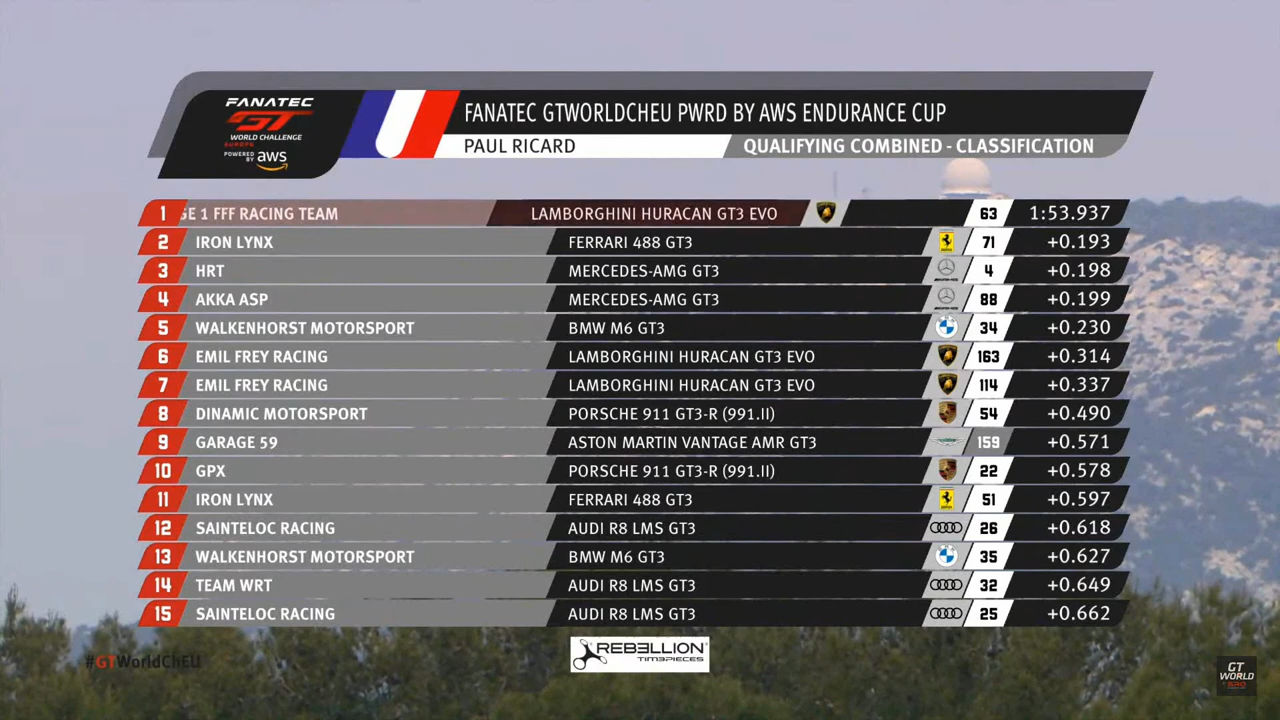 FANATEC
GT
WORLD CHALLENGE
EUROPE
POWERED BY aws
FANATEC GTWORLDCHEU PWRD BY AWS ENDURANCE CUP
PAUL RICARD QUALIFYING COMBINED - CLASSIFICATION
1 SE 1 FFF RACING TEAM LAMBORGHINI HURACAN GT3 EVO 63 1:53.937
2 IRON LYNX FERRARI 488 GT3 71 +0.193
3 HRT MERCEDES-AMG GT3 4 +0.198
4 AKKA ASP MERCEDES-AMG GT3 88 +0.199
5 WALKENHORST MOTORSPORT BMW M6 GT3 34 +0.230
6 EMIL FREY RACING LAMBORGHINI HURACAN GT3 EVO 163 +0.314
7 EMIL FREY RACING LAMBORGHINI HURACAN GT3 EVO 114 +0.337
8 DINAMIC MOTORSPORT PORSCHE 911 GT3-R (991.II) 54 +0.490
9 GARAGE 59 ASTON MARTIN VANTAGE AMR GT3 159 +0.571
10 GPX PORSCHE 911 GT3-R (991.II) 22 +0.578
11 IRON LYNX FERRARI 488 GT3 51 +0.597
12 SAINTELOC RACING AUDI R8 LMS GT3 26 +0.618
13 WALKENHORST MOTORSPORT BMW M6 GT3 35 +0.627
14 TEAM WRT AUDI R8 LMS GT3 32 +0.649
15 SAINTELOC RACING AUDI R8 LMS GT3 25 +0.662
REBELLION
TIMEPIECES
#GTWorldChEU
GT
WORLD